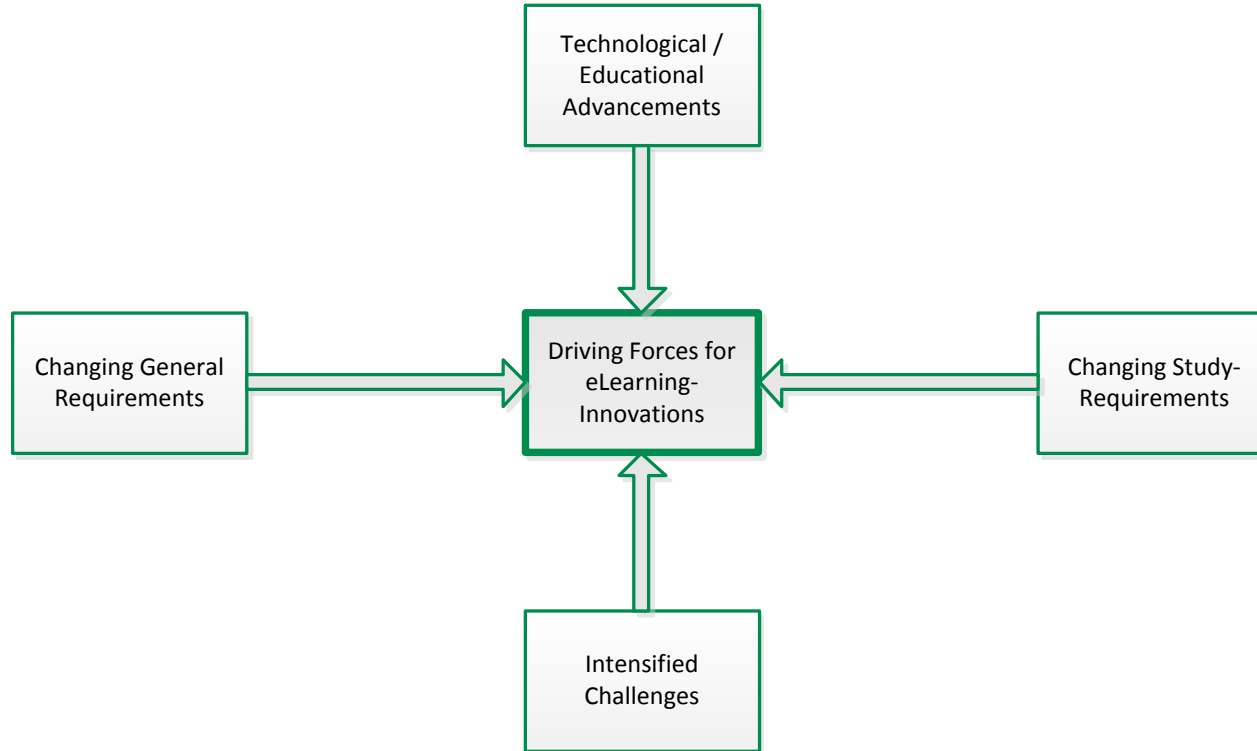 Technological /
Educational
Advancements
Changing General
Requirements
Driving Forces for
eLearning-
Innovations
Changing Study-
Requirements
Intensified
Challenges